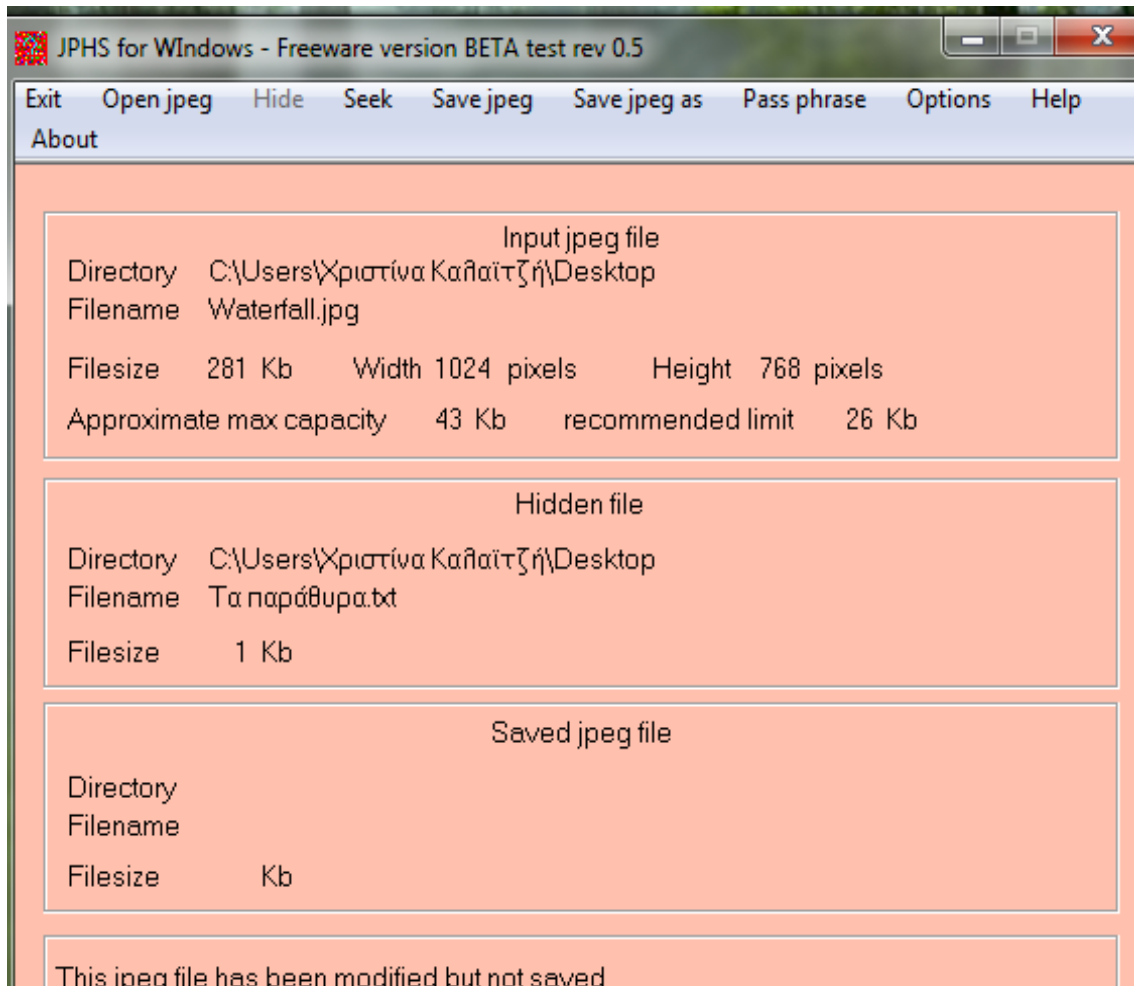 JPHS for WIndows - Freeware version BETA test rev 0.5
Exit Open jpeg Hide Seek Save jpeg Save jpeg as Pass phrase Options Help
About
Input jpeg file
Directory C:\Users\Χριστίνα Καλαϊτζή\Desktop
Filename Waterfall.jpg
Filesize 281 Kb Width 1024 pixels Height 768 pixels
Approximate max capacity 43 Kb recommended limit 26 Kb
Hidden file
Directory C:\Users\Χριστίνα Καλαϊτζή\Desktop
Filename Τα παράθυρα.txt
Filesize 1 Kb
Saved jpeg file
Directory
Filename
Filesize Kb
This jpeg file has been modified but not saved